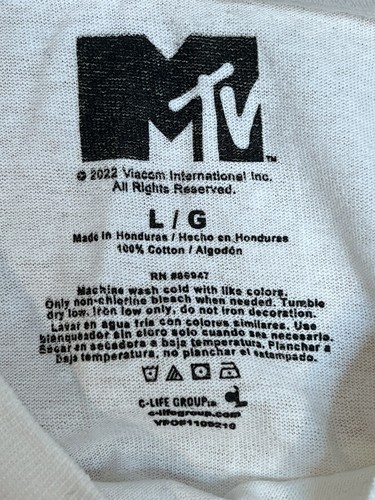 MTV
TM
© 2022 Viacom International Inc.
All Rights Reserved.
L / G
Made in Honduras / Hecho en Honduras
100% Cotton / Algodón
RN #86947
Machine wash cold with like colors.
Only non-chlorine bleach when needed. Tumble
dry low. Iron low only, do not iron decoration.
Lavar en agua fría con colores similares. Use
blanqueador sin cloro solo cuando sea necesario.
Secar en secadora a baja temperatura. Planchar a
baja temperatura, no planchar el estampado.
C-LIFE GROUP
c-lifegroup.com